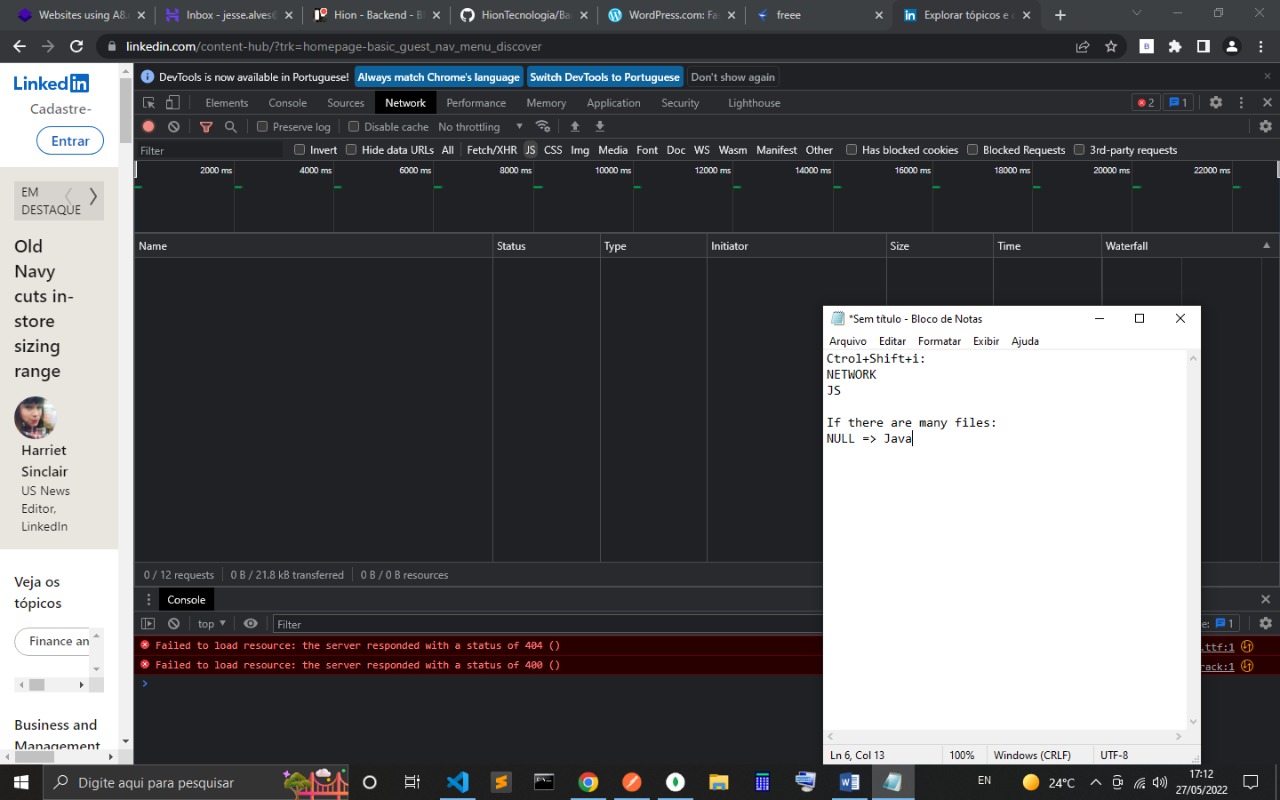 Websites using A8.
Inbox - jesse.alves
Hion - Backend - B
HionTecnologia/Ba
WordPress.com: Fa
freee
Explorar tópicos e
linkedin.com/content-hub/?trk=homepage-basic_guest_nav_menu_discover
LinkedIn
Cadastre-
Entrar
EM
DESTAQUE
Old
Navy
cuts in-
store
sizing
range
Harriet
Sinclair
US News
Editor,
LinkedIn
Veja os
tópicos
Finance an
Business and
Management
DevTools is now available in Portuguese! Always match Chrome's language Switch DevTools to Portuguese Don't show again
Elements Console Sources Network Performance Memory Application Security Lighthouse 2 1
Preserve log Disable cache No throttling
Filter Invert Hide data URLs All Fetch/XHR JS CSS Img Media Font Doc WS Wasm Manifest Other Has blocked cookies Blocked Requests 3rd-party requests
2000 ms 4000 ms 6000 ms 8000 ms 10000 ms 12000 ms 14000 ms 16000 ms 18000 ms 20000 ms 22000 ms
Name Status Type Initiator Size Time Waterfall
0 / 12 requests 0 B / 21.8 kB transferred 0 B / 0 B resources
Console
top Filter 1
Failed to load resource: the server responded with a status of 404 () .ttf:1
Failed to load resource: the server responded with a status of 400 () rack:1
*Sem título - Bloco de Notas
Arquivo Editar Formatar Exibir Ajuda
Ctrol+Shift+i:
NETWORK
JS
If there are many files:
NULL => Java
Ln 6, Col 13 100% Windows (CRLF) UTF-8
Digite aqui para pesquisar
EN
24°C
17:12
27/05/2022